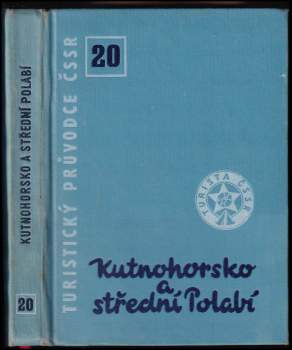 KUTNOHORSKO A STŘEDNÍ POLABÍ
20
TURISTICKÝ PRŮVODCE ČSSR
20
TURISTA ČSSR
Kutnohorsko
a
střední Polabí